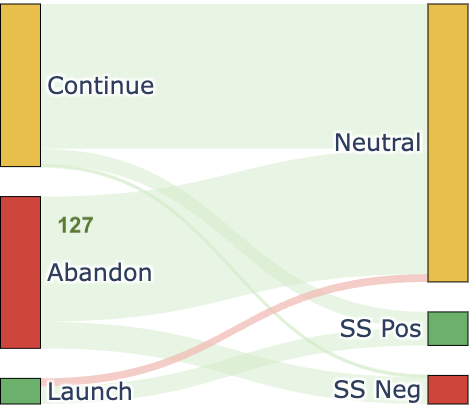 Continue
Neutral
127
Abandon
SS Pos
Launch
SS Neg